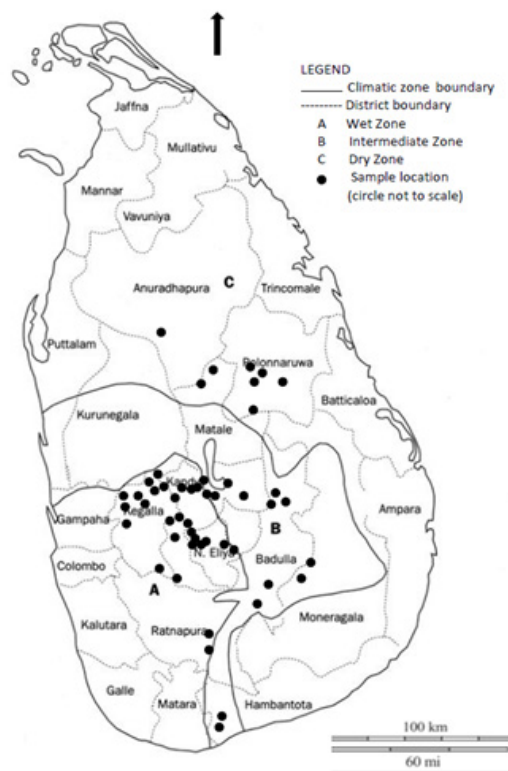 LEGEND
Climatic zone boundary
District boundary
A Wet Zone
B Intermediate Zone
C Dry Zone
Sample location
(circle not to scale)
Jaffna
Mullativu
Mannar
Vavuniya
Anuradhapura
C
Trincomale
Puttalam
Polonnaruwa
Batticaloa
Kurunegala
Matale
Kandy
Ampara
Gampaha
Kegalla
B
N. Eliya
Badulla
Colombo
A
Moneragala
Kalutara
Ratnapura
Galle
Matara
Hambantota
100 km
60 mi